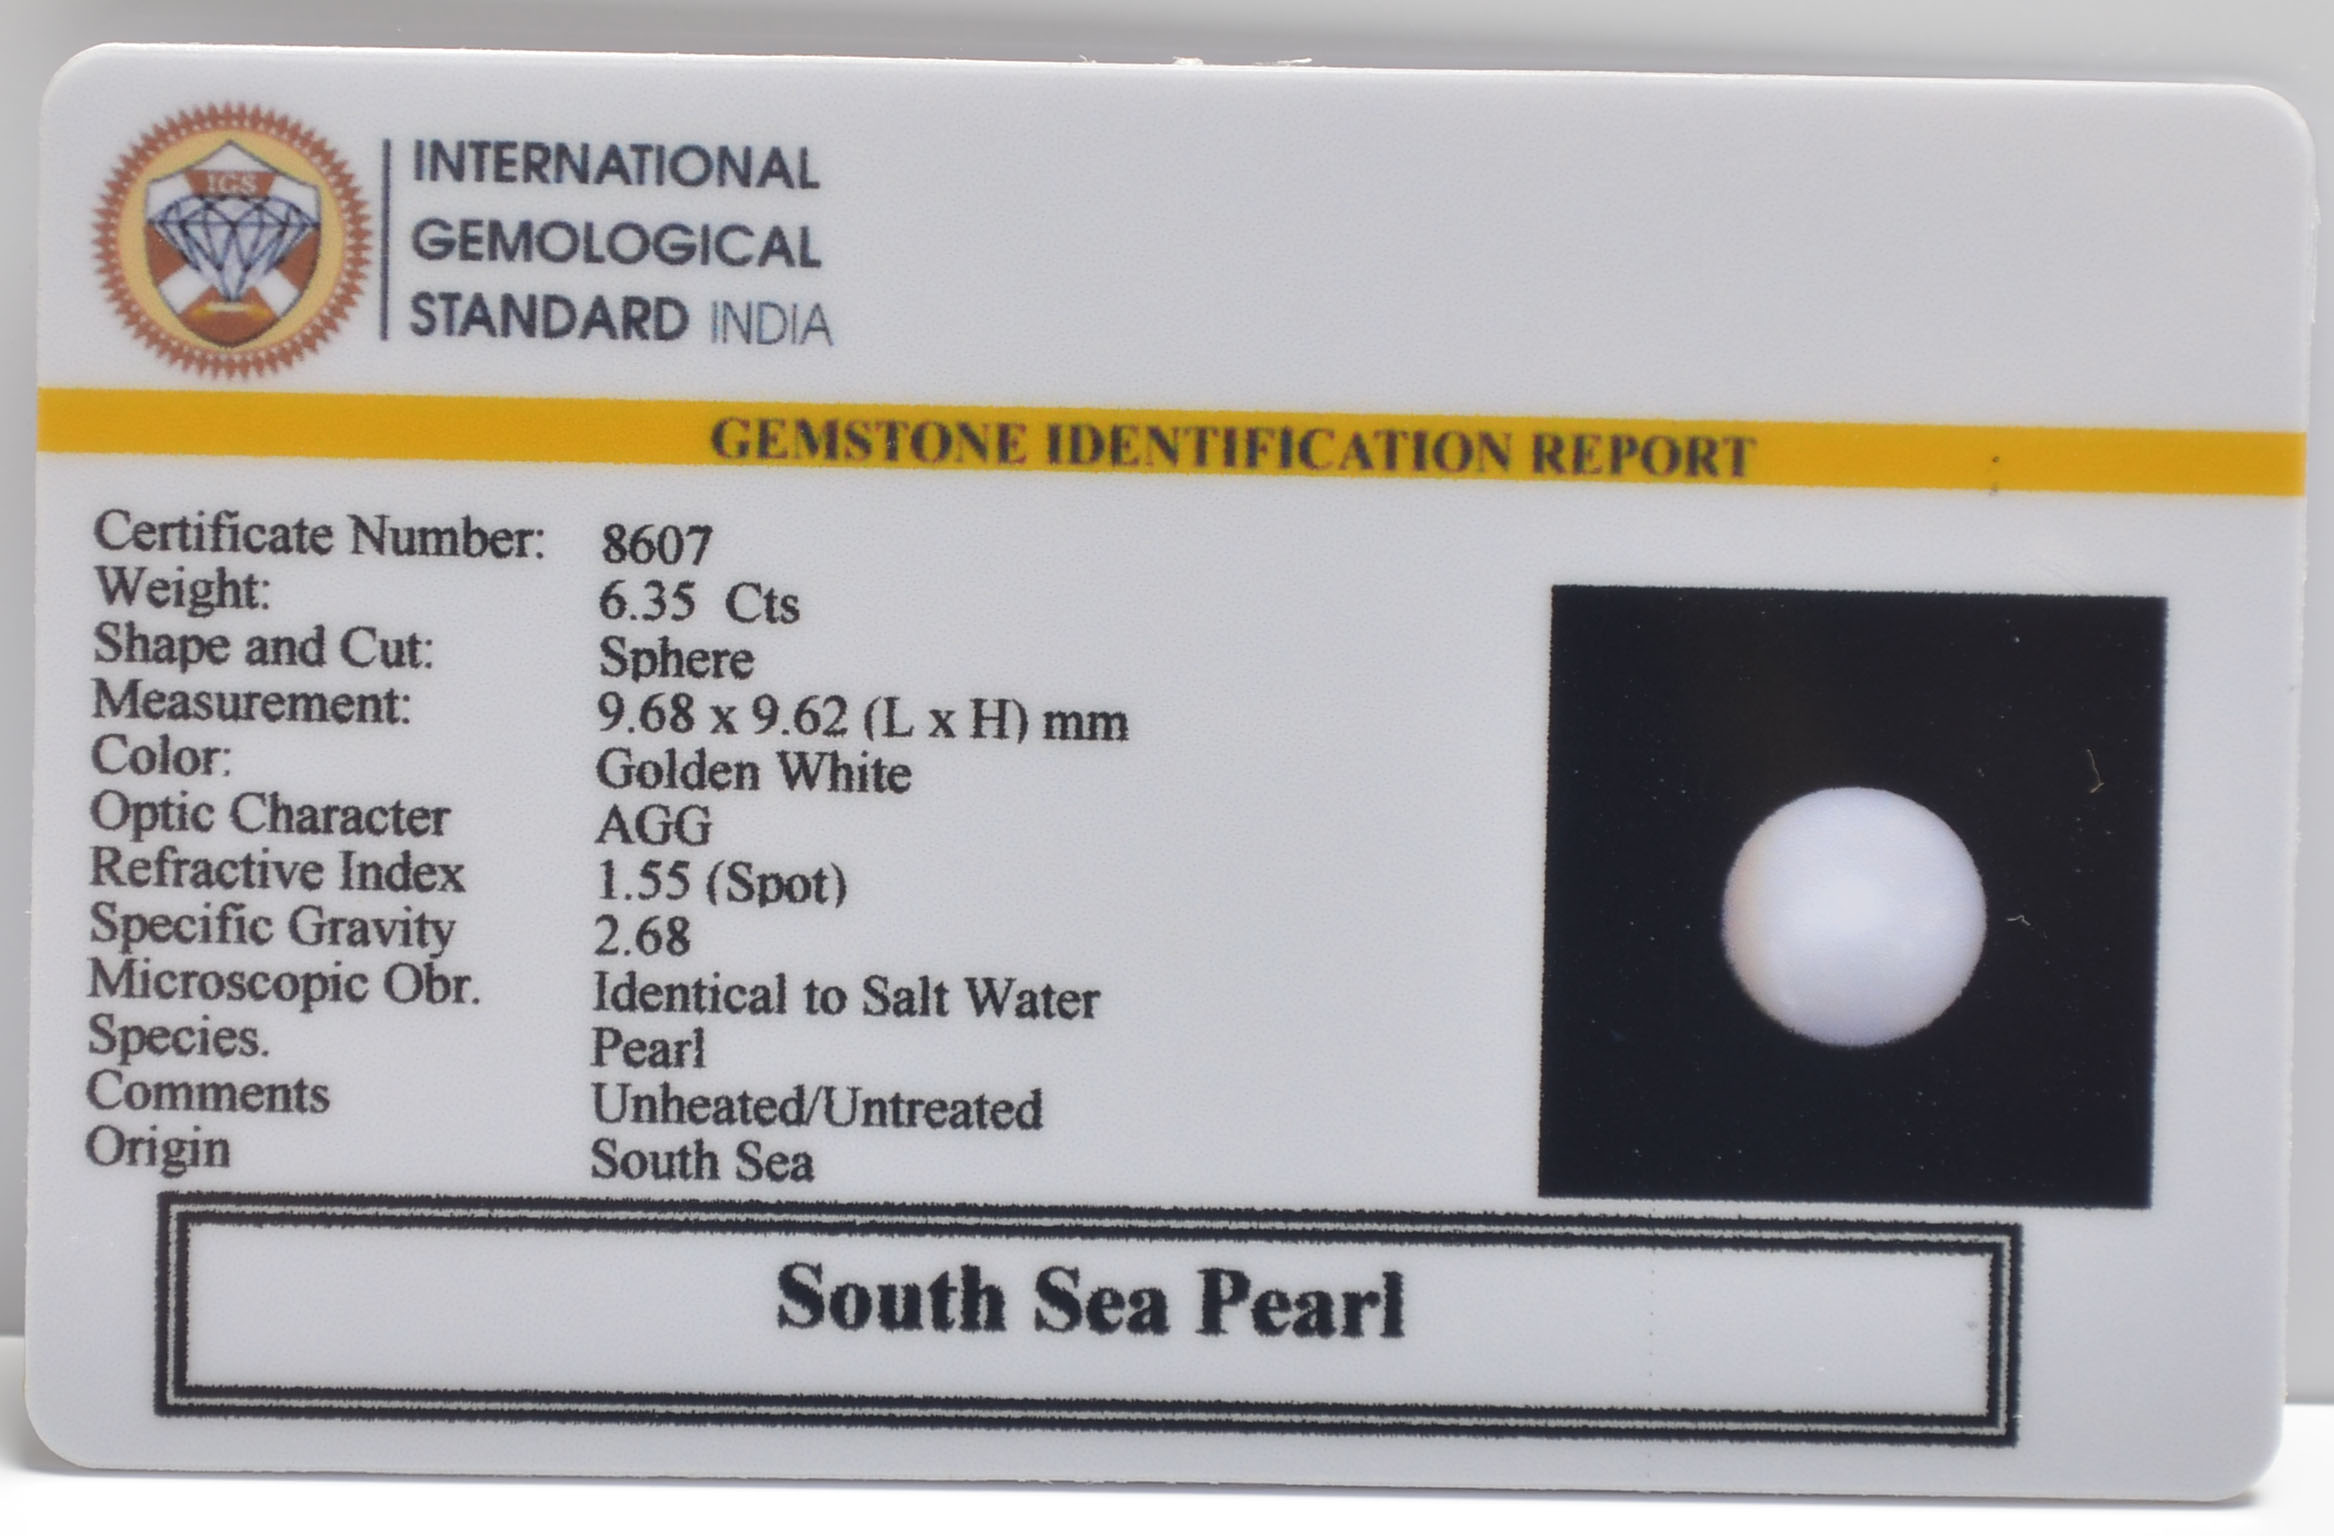 IGS
INTERNATIONAL
GEMOLOGICAL
STANDARD INDIA
GEMSTONE IDENTIFICATION REPORT
Certificate Number: 8607
Weight: 6.35 Cts
Shape and Cut: Sphere
Measurement: 9.68 x 9.62 (L x H) mm
Color: Golden White
Optic Character AGG
Refractive Index 1.55 (Spot)
Specific Gravity 2.68
Microscopic Obr. Identical to Salt Water
Species. Pearl
Comments Unheated/Untreated
Origin South Sea
South Sea Pearl